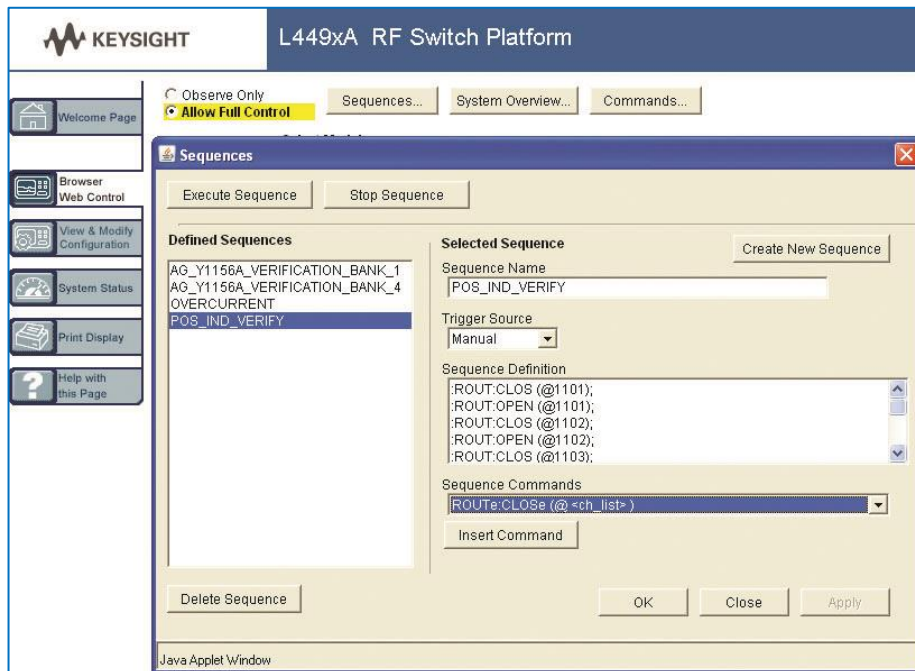 KEYSIGHT
L449xA RF Switch Platform
Observe Only
Allow Full Control
Sequences...
System Overview...
Commands...
Welcome Page
Browser
Web Control
View & Modify
Configuration
System Status
Print Display
Help with
this Page
Sequences
Execute Sequence
Stop Sequence
Defined Sequences
AG_Y1156A_VERIFICATION_BANK_1
AG_Y1156A_VERIFICATION_BANK_4
OVERCURRENT
POS_IND_VERIFY
Selected Sequence
Create New Sequence
Sequence Name
POS_IND_VERIFY
Trigger Source
Manual
Sequence Definition
:ROUT:CLOS (@1101);
:ROUT:OPEN (@1101);
:ROUT:CLOS (@1102);
:ROUT:OPEN (@1102);
:ROUT:CLOS (@1103);
Sequence Commands
ROUTe:CLOSe (@ <ch_list> )
Insert Command
Delete Sequence
OK
Close
Apply
Java Applet Window